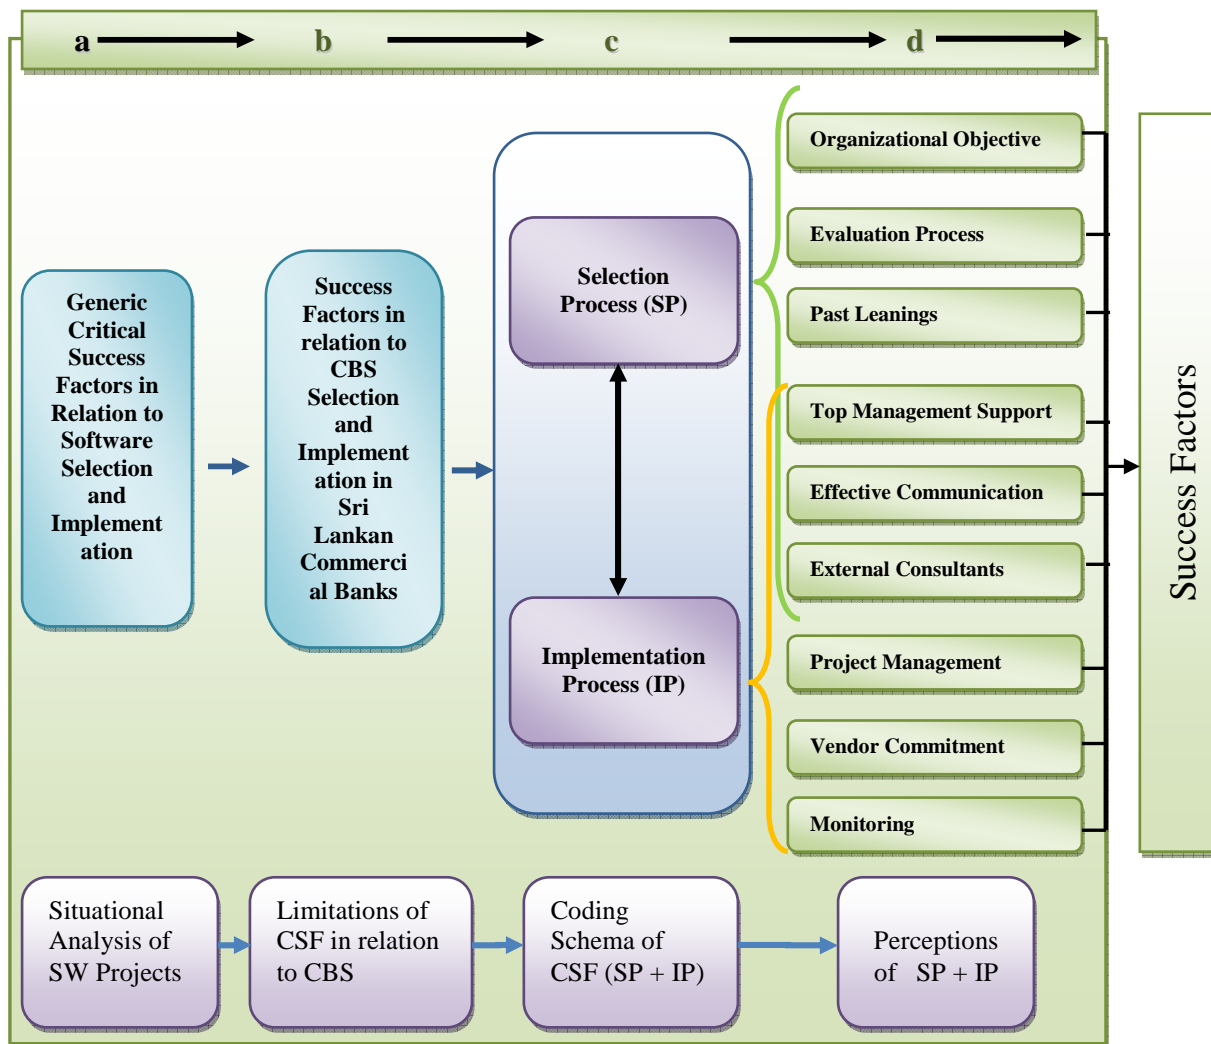 a
b
c
d
Generic
Critical
Success
Factors in
Relation to
Software
Selection
and
Implement
ation
Success
Factors in
relation to
CBS
Selection
and
Implement
ation in
Sri
Lankan
Commerci
al Banks
Selection
Process (SP)
Implementation
Process (IP)
Organizational Objective
Evaluation Process
Past Leanings
Top Management Support
Effective Communication
External Consultants
Project Management
Vendor Commitment
Monitoring
Success Factors
Situational
Analysis of
SW Projects
Limitations of
CSF in relation
to CBS
Coding
Schema of
CSF (SP + IP)
Perceptions
of SP + IP